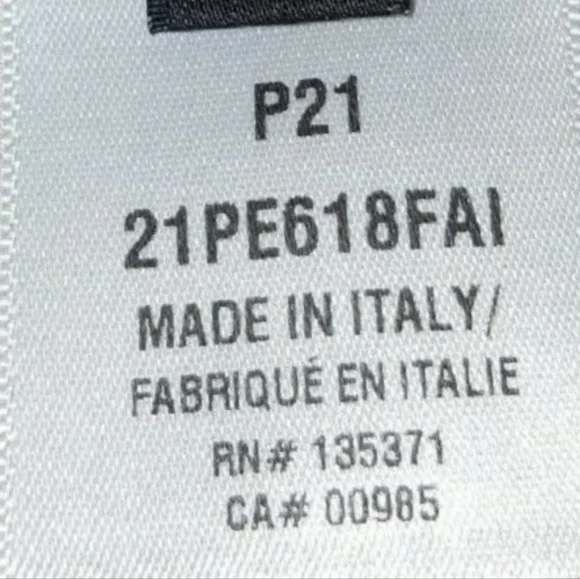 P21
21PE618FAI
MADE IN ITALY/
FABRIQUÉ EN ITALIE
RN# 135371
CA# 00985